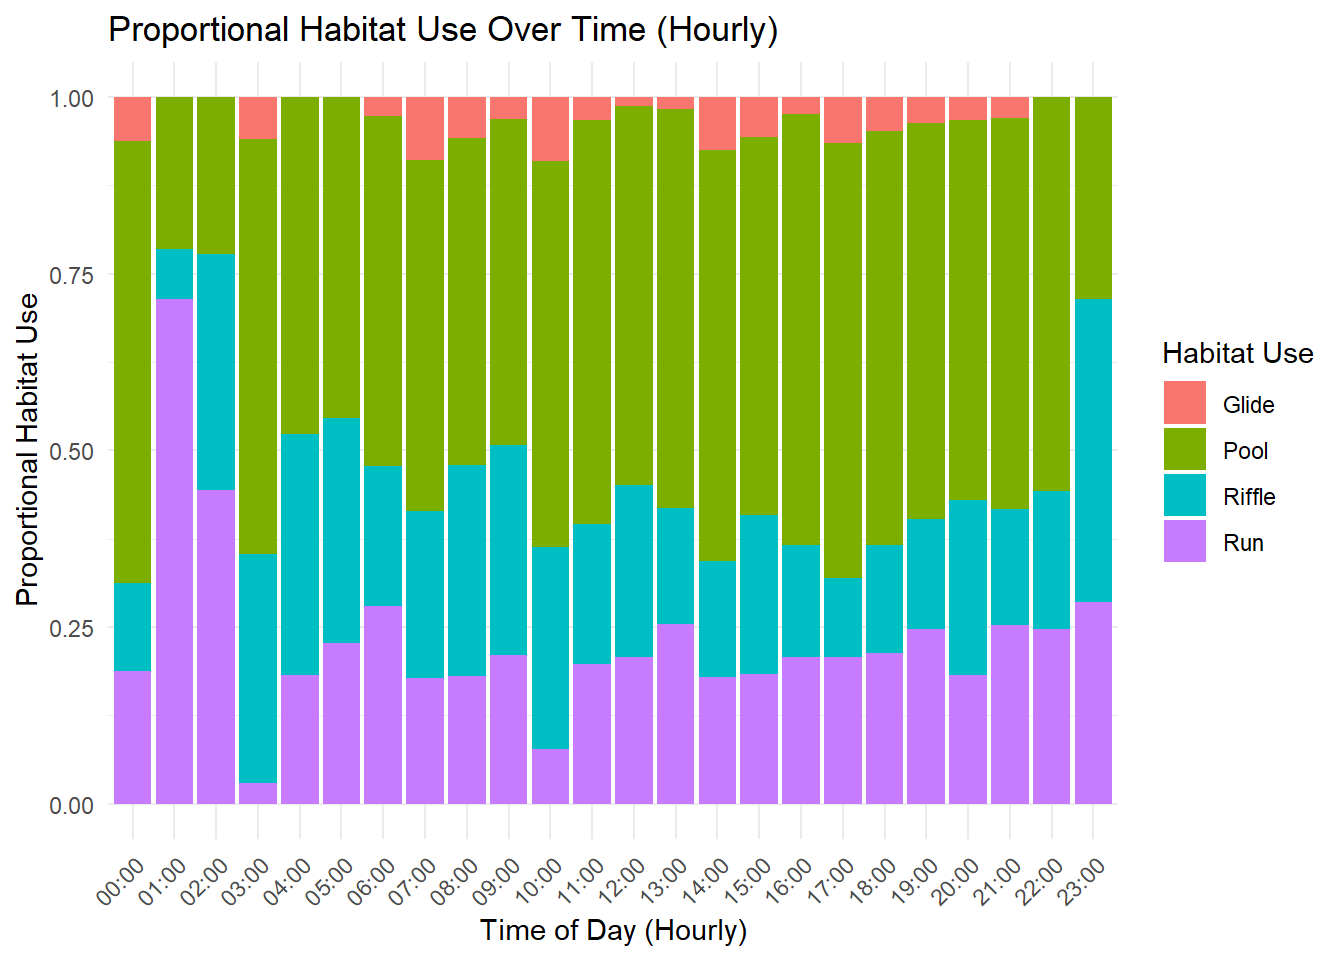 Proportional Habitat Use Over Time (Hourly)
Proportional Habitat Use
1.00
0.75
0.50
0.25
0.00
00:00 01:00 02:00 03:00 04:00 05:00 06:00 07:00 08:00 09:00 10:00 11:00 12:00 13:00 14:00 15:00 16:00 17:00 18:00 19:00 20:00 21:00 22:00 23:00
Time of Day (Hourly)
Habitat Use
Glide
Pool
Riffle
Run